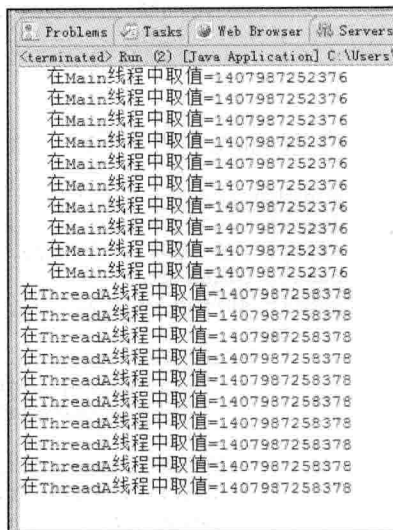 Problems Tasks Web Browser Servers
<terminated> Run (2) [Java Application] C:\Users\
在Main线程中取值=1407987252376
在Main线程中取值=1407987252376
在Main线程中取值=1407987252376
在Main线程中取值=1407987252376
在Main线程中取值=1407987252376
在Main线程中取值=1407987252376
在Main线程中取值=1407987252376
在Main线程中取值=1407987252376
在Main线程中取值=1407987252376
在Main线程中取值=1407987252376
在ThreadA线程中取值=1407987258378
在ThreadA线程中取值=1407987258378
在ThreadA线程中取值=1407987258378
在ThreadA线程中取值=1407987258378
在ThreadA线程中取值=1407987258378
在ThreadA线程中取值=1407987258378
在ThreadA线程中取值=1407987258378
在ThreadA线程中取值=1407987258378
在ThreadA线程中取值=1407987258378
在ThreadA线程中取值=1407987258378